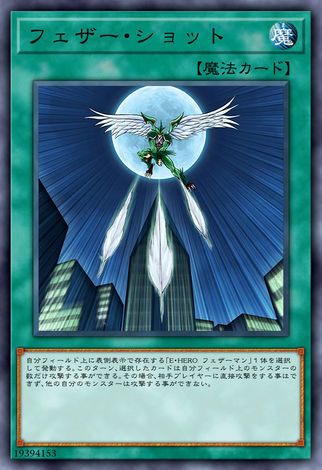 フェザー・ショット
魔
【魔法カード】
自分フィールド上に表側表示で存在する「E・HERO フェザーマン」１体を選択
して発動する。このターン、選択したカードは自分フィールド上のモンスターの
数だけ攻撃する事ができる。その場合、相手プレイヤーに直接攻撃をする事はで
きず、他の自分のモンスターは攻撃する事ができない。
19394153